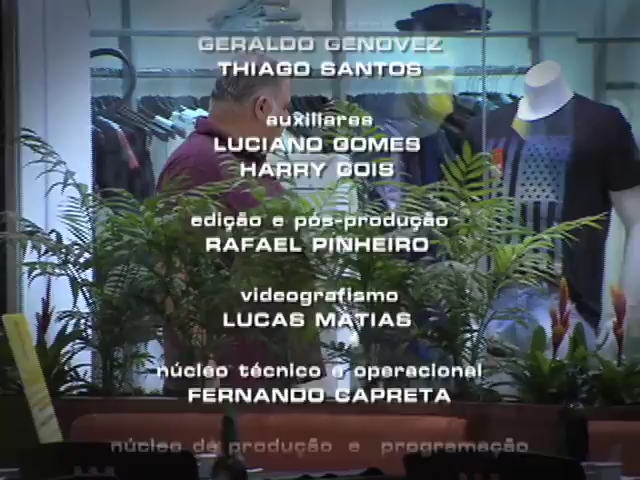 GERALDO GENOVEZ
THIAGO SANTOS
auxiliares
LUCIANO GOMES
HARRY GOIS
edição e pós-produção
RAFAEL PINHEIRO
videografismo
LUCAS MATIAS
núcleo técnico e operacional
FERNANDO CAPRETA
núcleo de produção e programação